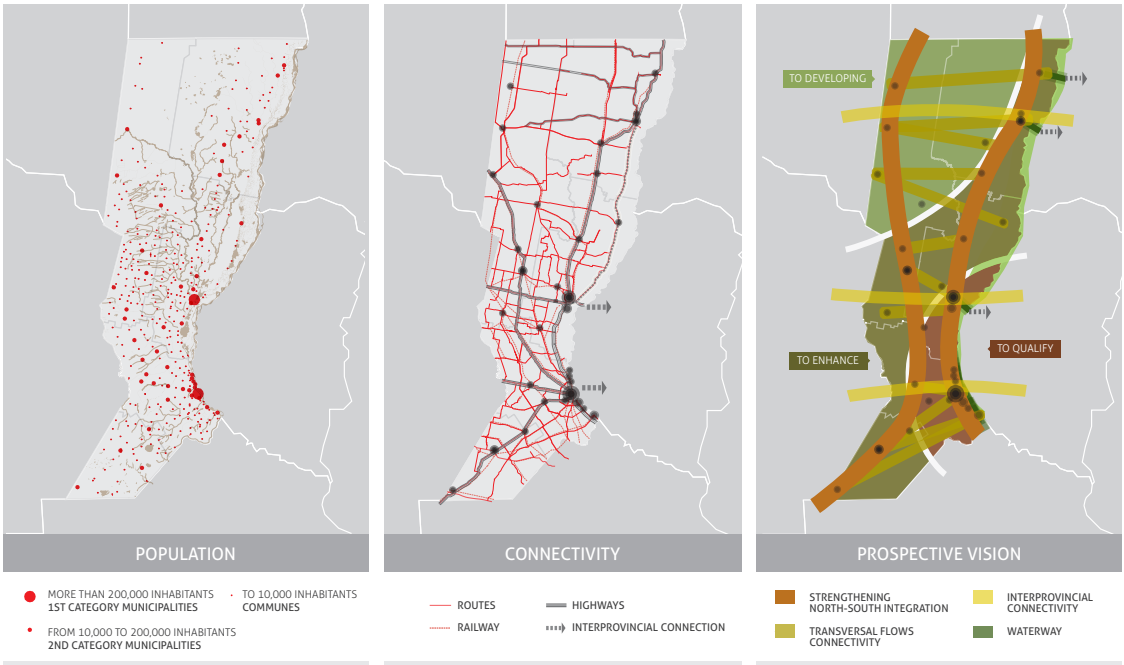 TO DEVELOPING
TO ENHANCE
TO QUALIFY
POPULATION
CONNECTIVITY
PROSPECTIVE VISION
MORE THAN 200,000 INHABITANTS
1ST CATEGORY MUNICIPALITIES
TO 10,000 INHABITANTS
COMMUNES
FROM 10,000 TO 200,000 INHABITANTS
2ND CATEGORY MUNICIPALITIES
ROUTES
HIGHWAYS
RAILWAY
INTERPROVINCIAL CONNECTION
STRENGTHENING
NORTH-SOUTH INTEGRATION
INTERPROVINCIAL
CONNECTIVITY
TRANSVERSAL FLOWS
CONNECTIVITY
WATERWAY